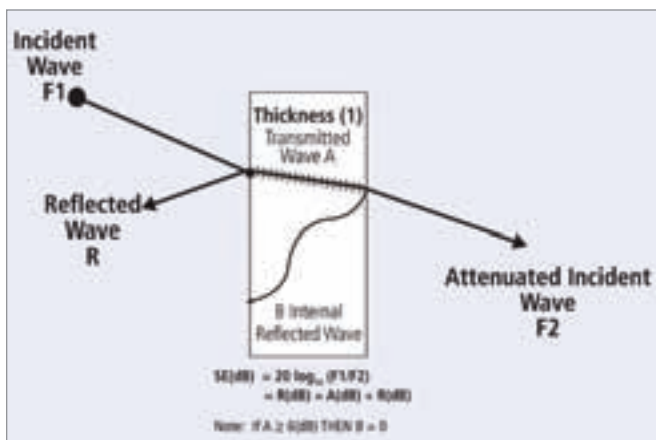 Incident
Wave
F1
Thickness (1)
Transmitted
Wave A
Reflected
Wave
R
Attenuated Incident
Wave
F2
B Internal
Reflected Wave
SE(dB) = 20 log₁₀ (F1/F2)
= R(dB) + A(dB) + B(dB)
Note: If A ≥ 6(dB) THEN B = 0